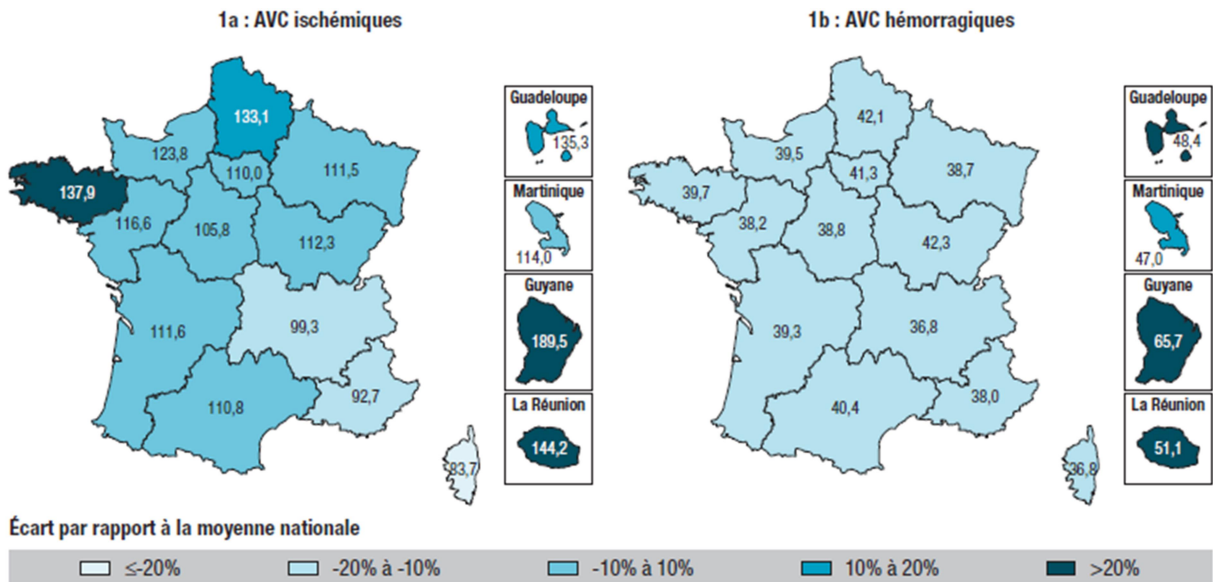 1a : AVC ischémiques
133,1
123,8
110,0
111,5
137,9
116,6
105,8
112,3
111,6
99,3
110,8
92,7
83,7
Guadeloupe
135,3
Martinique
114,0
Guyane
189,5
La Réunion
144,2
1b : AVC hémorragiques
42,1
39,5
41,3
38,7
39,7
38,2
38,8
42,3
39,3
36,8
40,4
38,0
36,8
Guadeloupe
48,4
Martinique
47,0
Guyane
65,7
La Réunion
51,1
Écart par rapport à la moyenne nationale
≤-20% -20% à -10% -10% à 10% 10% à 20% >20%